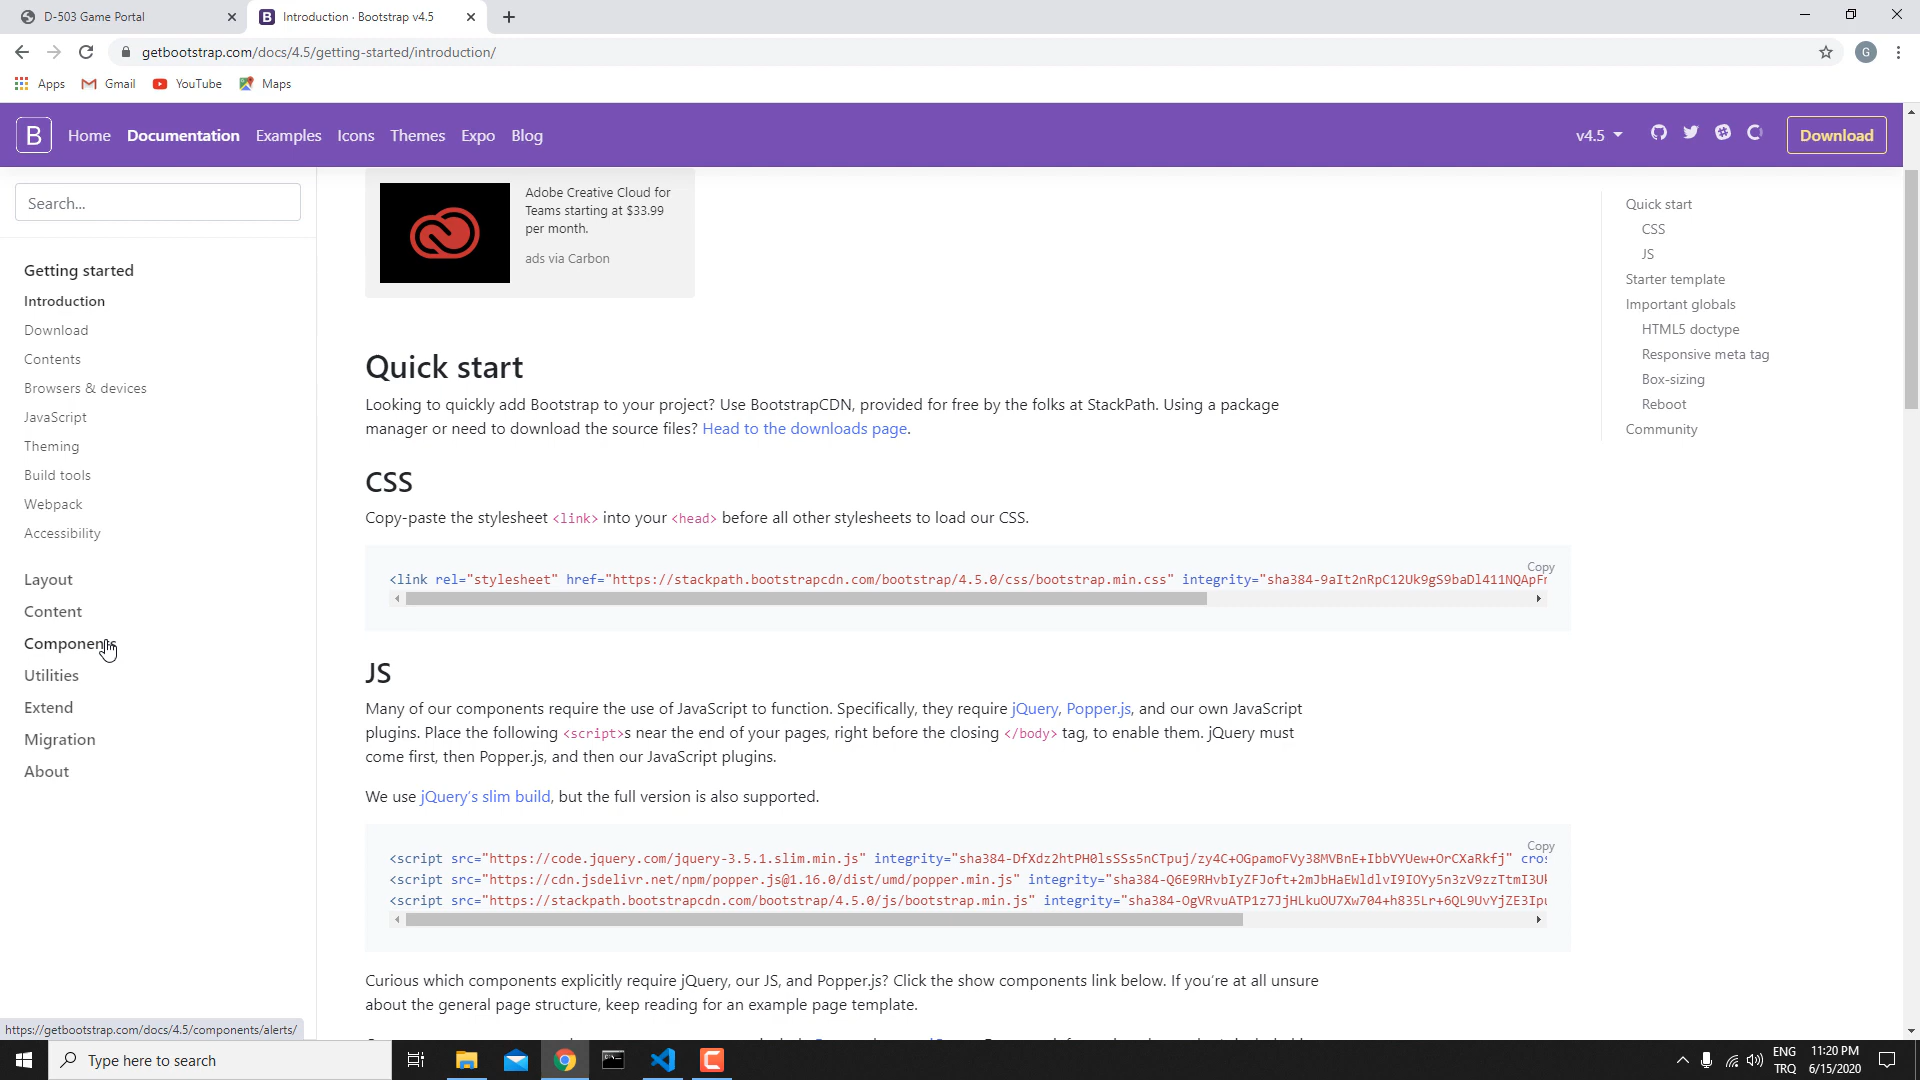 D-503 Game Portal
Introduction · Bootstrap v4.5
getbootstrap.com/docs/4.5/getting-started/introduction/
G
Apps
Gmail
YouTube
Maps
B
Home
Documentation
Examples
Icons
Themes
Expo
Blog
v4.5
Download
Search...
Getting started
Introduction
Download
Contents
Browsers & devices
JavaScript
Theming
Build tools
Webpack
Accessibility
Layout
Content
Components
Utilities
Extend
Migration
About
Adobe Creative Cloud for
Teams starting at $33.99
per month.
ads via Carbon
Quick start
Looking to quickly add Bootstrap to your project? Use BootstrapCDN, provided for free by the folks at StackPath. Using a package
manager or need to download the source files? Head to the downloads page.
CSS
Copy-paste the stylesheet <link> into your <head> before all other stylesheets to load our CSS.
Copy
<link rel="stylesheet" href="https://stackpath.bootstrapcdn.com/bootstrap/4.5.0/css/bootstrap.min.css" integrity="sha384-9aIt2nRpC12Uk9gS9baDl411NQApFm
JS
Many of our components require the use of JavaScript to function. Specifically, they require jQuery, Popper.js, and our own JavaScript
plugins. Place the following <script>s near the end of your pages, right before the closing </body> tag, to enable them. jQuery must
come first, then Popper.js, and then our JavaScript plugins.
We use jQuery's slim build, but the full version is also supported.
Copy
<script src="https://code.jquery.com/jquery-3.5.1.slim.min.js" integrity="sha384-DfXdz2htPH0lsSSs5nCTpuj/zy4C+OGpamoFVy38MVBnE+IbbVYUew+OrCXaRkfj" cros
<script src="https://cdn.jsdelivr.net/npm/popper.js@1.16.0/dist/umd/popper.min.js" integrity="sha384-Q6E9RHvbIyZFJoft+2mJbHaEWldlvI9IOYy5n3zV9zzTtmI3Uk
<script src="https://stackpath.bootstrapcdn.com/bootstrap/4.5.0/js/bootstrap.min.js" integrity="sha384-OgVRvuATP1z7JjHLkuOU7Xw704+h835Lr+6QL9UvYjZE3Ipu
Curious which components explicitly require jQuery, our JS, and Popper.js? Click the show components link below. If you're at all unsure
about the general page structure, keep reading for an example page template.
Quick start
CSS
JS
Starter template
Important globals
HTML5 doctype
Responsive meta tag
Box-sizing
Reboot
Community
https://getbootstrap.com/docs/4.5/components/alerts/
Type here to search
ENG
TRQ
11:20 PM
6/15/2020